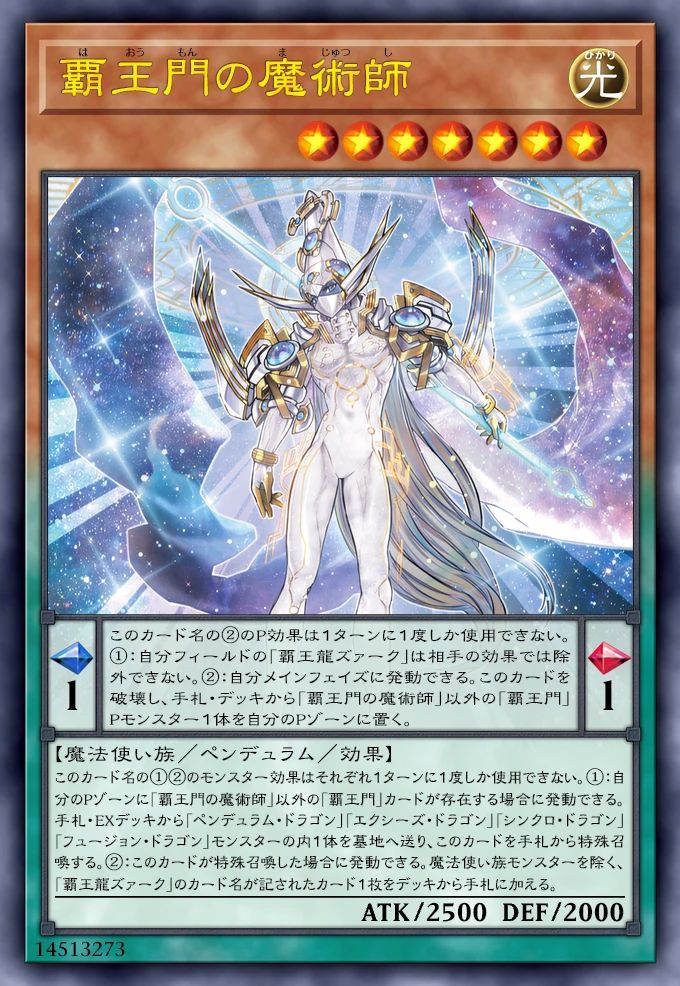 は おう もん ま じゅつ し
覇王門の魔術師
ひかり
光
このカード名の②のP効果は1ターンに1度しか使用できない。
①：自分フィールドの「覇王龍ズァーク」は相手の効果では除
外できない。②：自分メインフェイズに発動できる。このカードを
破壊し、手札・デッキから「覇王門の魔術師」以外の「覇王門」
Pモンスター1体を自分のPゾーンに置く。
1
1
【魔法使い族／ペンデュラム／効果】
このカード名の①②のモンスター効果はそれぞれ1ターンに1度しか使用できない。①：自
分のPゾーンに「覇王門の魔術師」以外の「覇王門」カードが存在する場合に発動できる。
手札・EXデッキから「ペンデュラム・ドラゴン」「エクシーズ・ドラゴン」「シンクロ・ドラゴン」
「フュージョン・ドラゴン」モンスターの内1体を墓地へ送り、このカードを手札から特殊召
喚する。②：このカードが特殊召喚した場合に発動できる。魔法使い族モンスターを除く、
「覇王龍ズァーク」のカード名が記されたカード1枚をデッキから手札に加える。
ATK/2500 DEF/2000
14513273